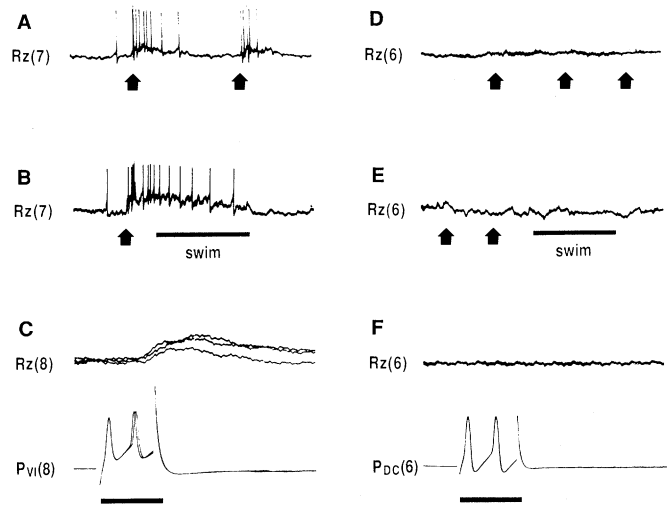 A
Rz(7)
B
Rz(7)
swim
C
Rz(8)
PVI(8)
D
Rz(6)
E
Rz(6)
swim
F
Rz(6)
PDC(6)